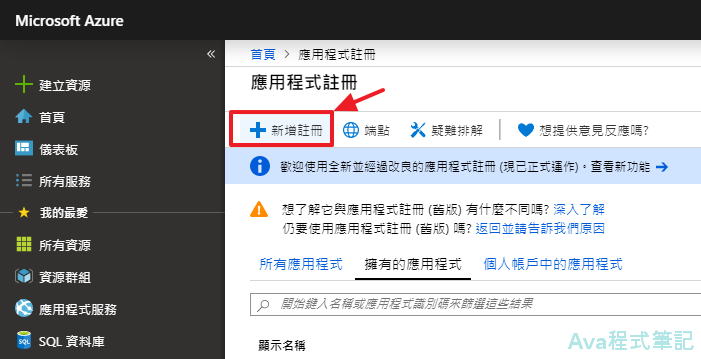 Microsoft Azure
«
建立資源
首頁
儀表板
所有服務
我的最愛
所有資源
資源群組
應用程式服務
SQL 資料庫
首頁 > 應用程式註冊
應用程式註冊
新增註冊 端點 疑難排解 想提供意見反應嗎?
歡迎使用全新並經過改良的應用程式註冊 (現已正式運作)。查看新功能 →
想了解它與應用程式註冊 (舊版) 有什麼不同嗎? 深入了解
仍要使用應用程式註冊 (舊版) 嗎? 返回並請告訴我們原因
所有應用程式 擁有的應用程式 個人帳戶中的應用程式
開始鍵入名稱或應用程式識別碼來篩選這些結果
顯示名稱
Ava程式筆記